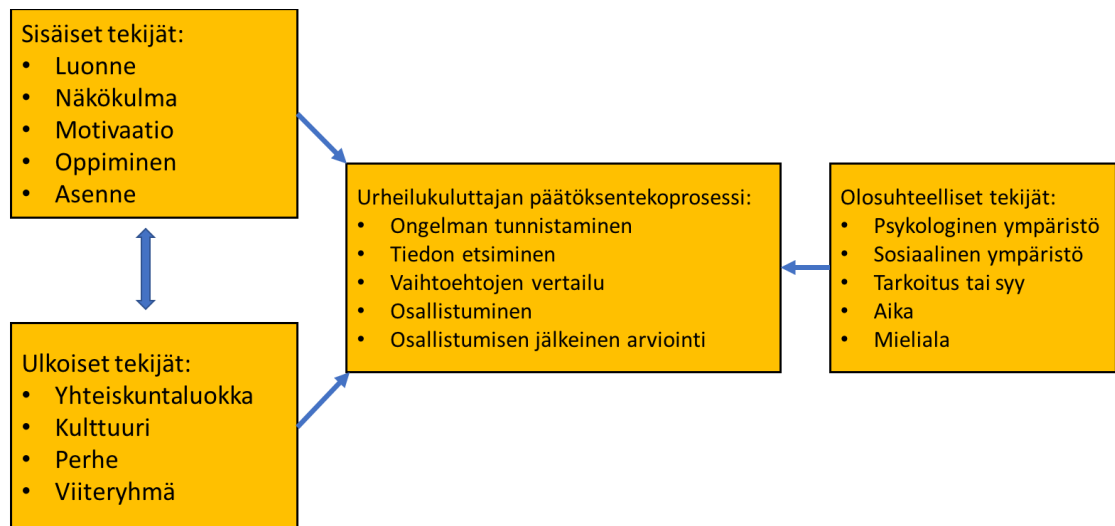 Sisäiset tekijät:
• Luonne
• Näkökulma
• Motivaatio
• Oppiminen
• Asenne
Ulkoiset tekijät:
• Yhteiskuntaluokka
• Kulttuuri
• Perhe
• Viiteryhmä
Urheilukuluttajan päätöksentekoprosessi:
• Ongelman tunnistaminen
• Tiedon etsiminen
• Vaihtoehtojen vertailu
• Osallistuminen
• Osallistumisen jälkeinen arviointi
Olosuhteelliset tekijät:
• Psykologinen ympäristö
• Sosiaalinen ympäristö
• Tarkoitus tai syy
• Aika
• Mieliala